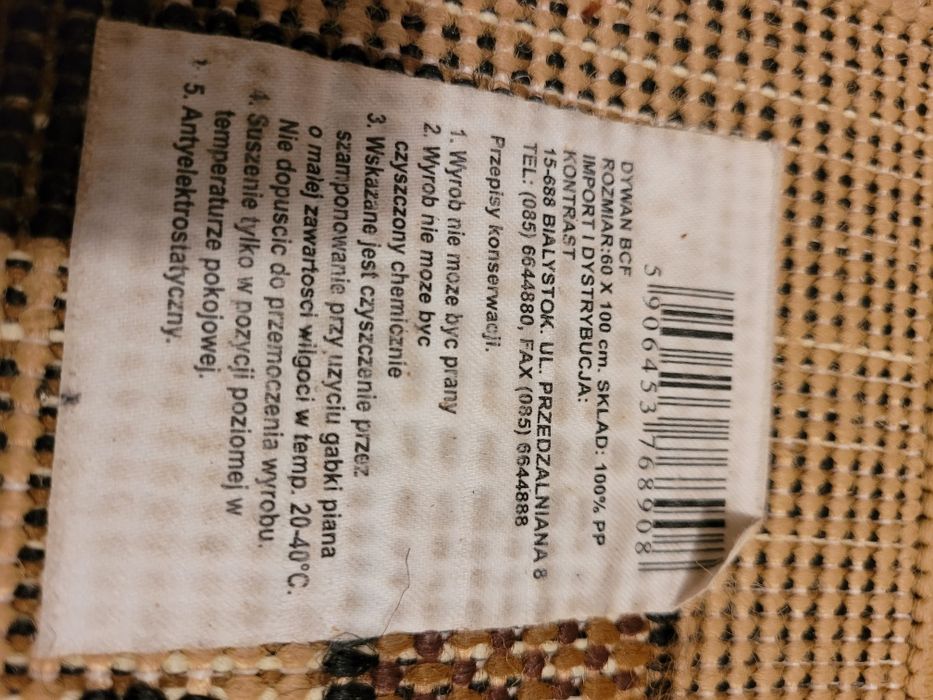 5 906453 768908
DYWAN BCF
ROZMIAR:60 X 100 cm. SKLAD: 100% PP
IMPORT I DYSTRYBUCJA:
KONTRAST
15-688 BIALYSTOK. UL. PRZEDZALNIANA 8
TEL: (085) 6644880, FAX (085) 6644888
Przepisy konserwacji.
1. Wyrob nie moze byc prany
2. Wyrob nie moze byc
czyszczony chemicznie
3. Wskazane jest czyszczenie przez
szamponowanie przy uzyciu gabki piana
o malej zawartosci wilgoci w temp. 20-40°C.
Nie dopuscic do przemoczenia wyrobu.
4. Suszenie tylko w pozycji poziomej w
temperaturze pokojowej.
5. Antyelektrostatyczny.